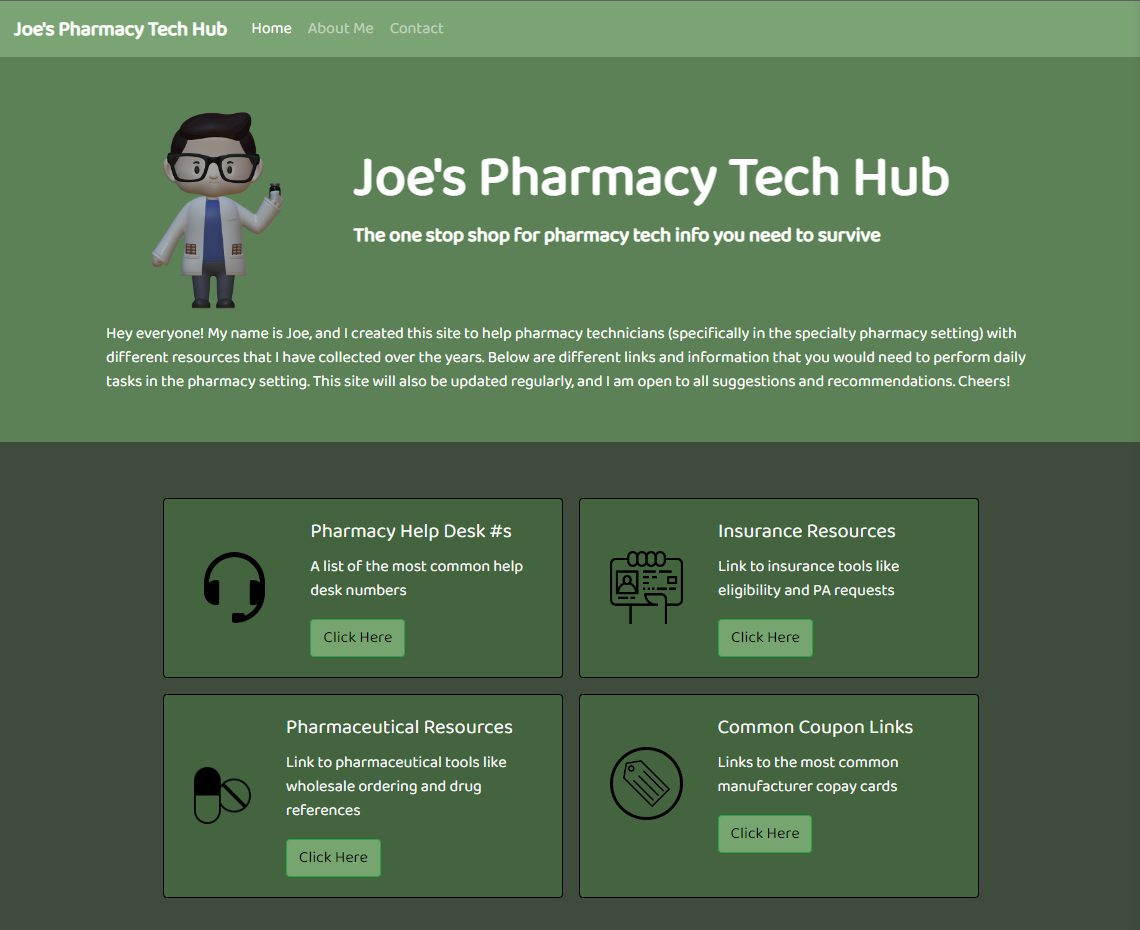 Joe's Pharmacy Tech Hub Home About Me Contact
Joe's Pharmacy Tech Hub
The one stop shop for pharmacy tech info you need to survive
Hey everyone! My name is Joe, and I created this site to help pharmacy technicians (specifically in the specialty pharmacy setting) with
different resources that I have collected over the years. Below are different links and information that you would need to perform daily
tasks in the pharmacy setting. This site will also be updated regularly, and I am open to all suggestions and recommendations. Cheers!
Pharmacy Help Desk #s
A list of the most common help
desk numbers
Click Here
Insurance Resources
Link to insurance tools like
eligibility and PA requests
Click Here
Pharmaceutical Resources
Link to pharmaceutical tools like
wholesale ordering and drug
references
Click Here
Common Coupon Links
Links to the most common
manufacturer copay cards
Click Here